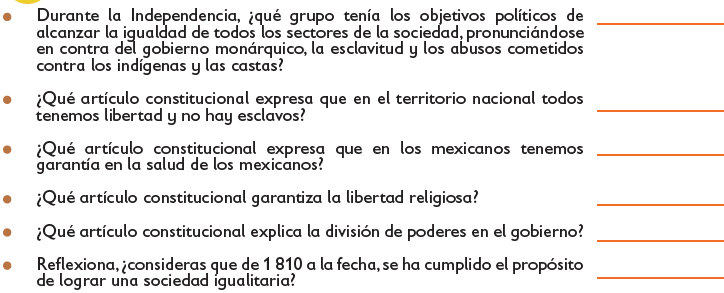 Durante la Independencia, ¿qué grupo tenía los objetivos políticos de
alcanzar la igualdad de todos los sectores de la sociedad, pronunciándose
en contra del gobierno monárquico, la esclavitud y los abusos cometidos
contra los indígenas y las castas?
¿Qué artículo constitucional expresa que en el territorio nacional todos
tenemos libertad y no hay esclavos?
¿Qué artículo constitucional expresa que en los mexicanos tenemos
garantía en la salud de los mexicanos?
¿Qué artículo constitucional garantiza la libertad religiosa?
¿Qué artículo constitucional explica la división de poderes en el gobierno?
Reflexiona, ¿consideras que de 1 810 a la fecha, se ha cumplido el propósito
de lograr una sociedad igualitaria?